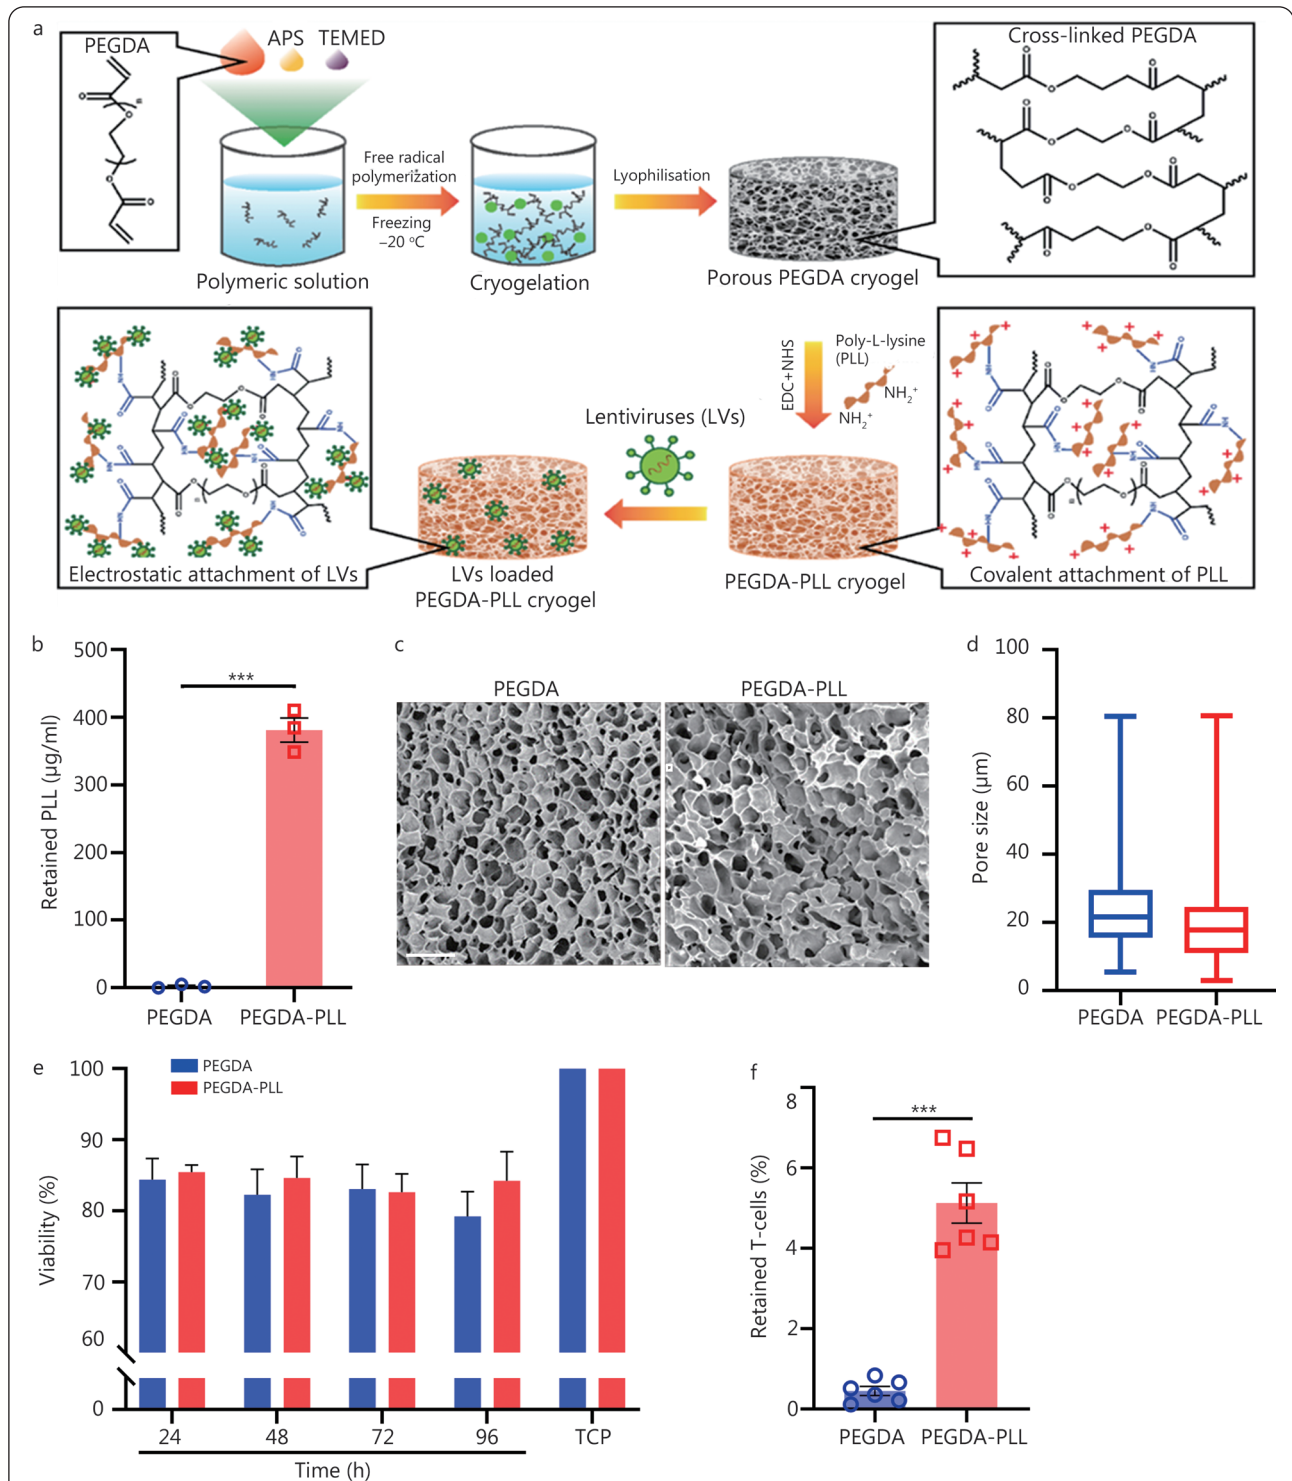 a
PEGDA
APS
TEMED
Cross-linked PEGDA
Free radical
polymerization
Freezing
–20 °C
Lyophilisation
Polymeric solution
Cryogelation
Porous PEGDA cryogel
EDC+NHS
Poly-L-lysine
(PLL)
NH₂⁺
NH₂⁺
Lentiviruses (LVs)
Electrostatic attachment of LVs
LVs loaded
PEGDA-PLL cryogel
PEGDA-PLL cryogel
Covalent attachment of PLL
b
500
400
300
200
100
0
Retained PLL (µg/ml)
***
PEGDA
PEGDA-PLL
c
PEGDA
PEGDA-PLL
d
100
80
60
40
20
0
Pore size (µm)
PEGDA
PEGDA-PLL
e
PEGDA
PEGDA-PLL
100
90
80
70
60
0
Viability (%)
24
48
72
96
TCP
Time (h)
f
8
6
4
2
0
Retained T-cells (%)
***
PEGDA
PEGDA-PLL